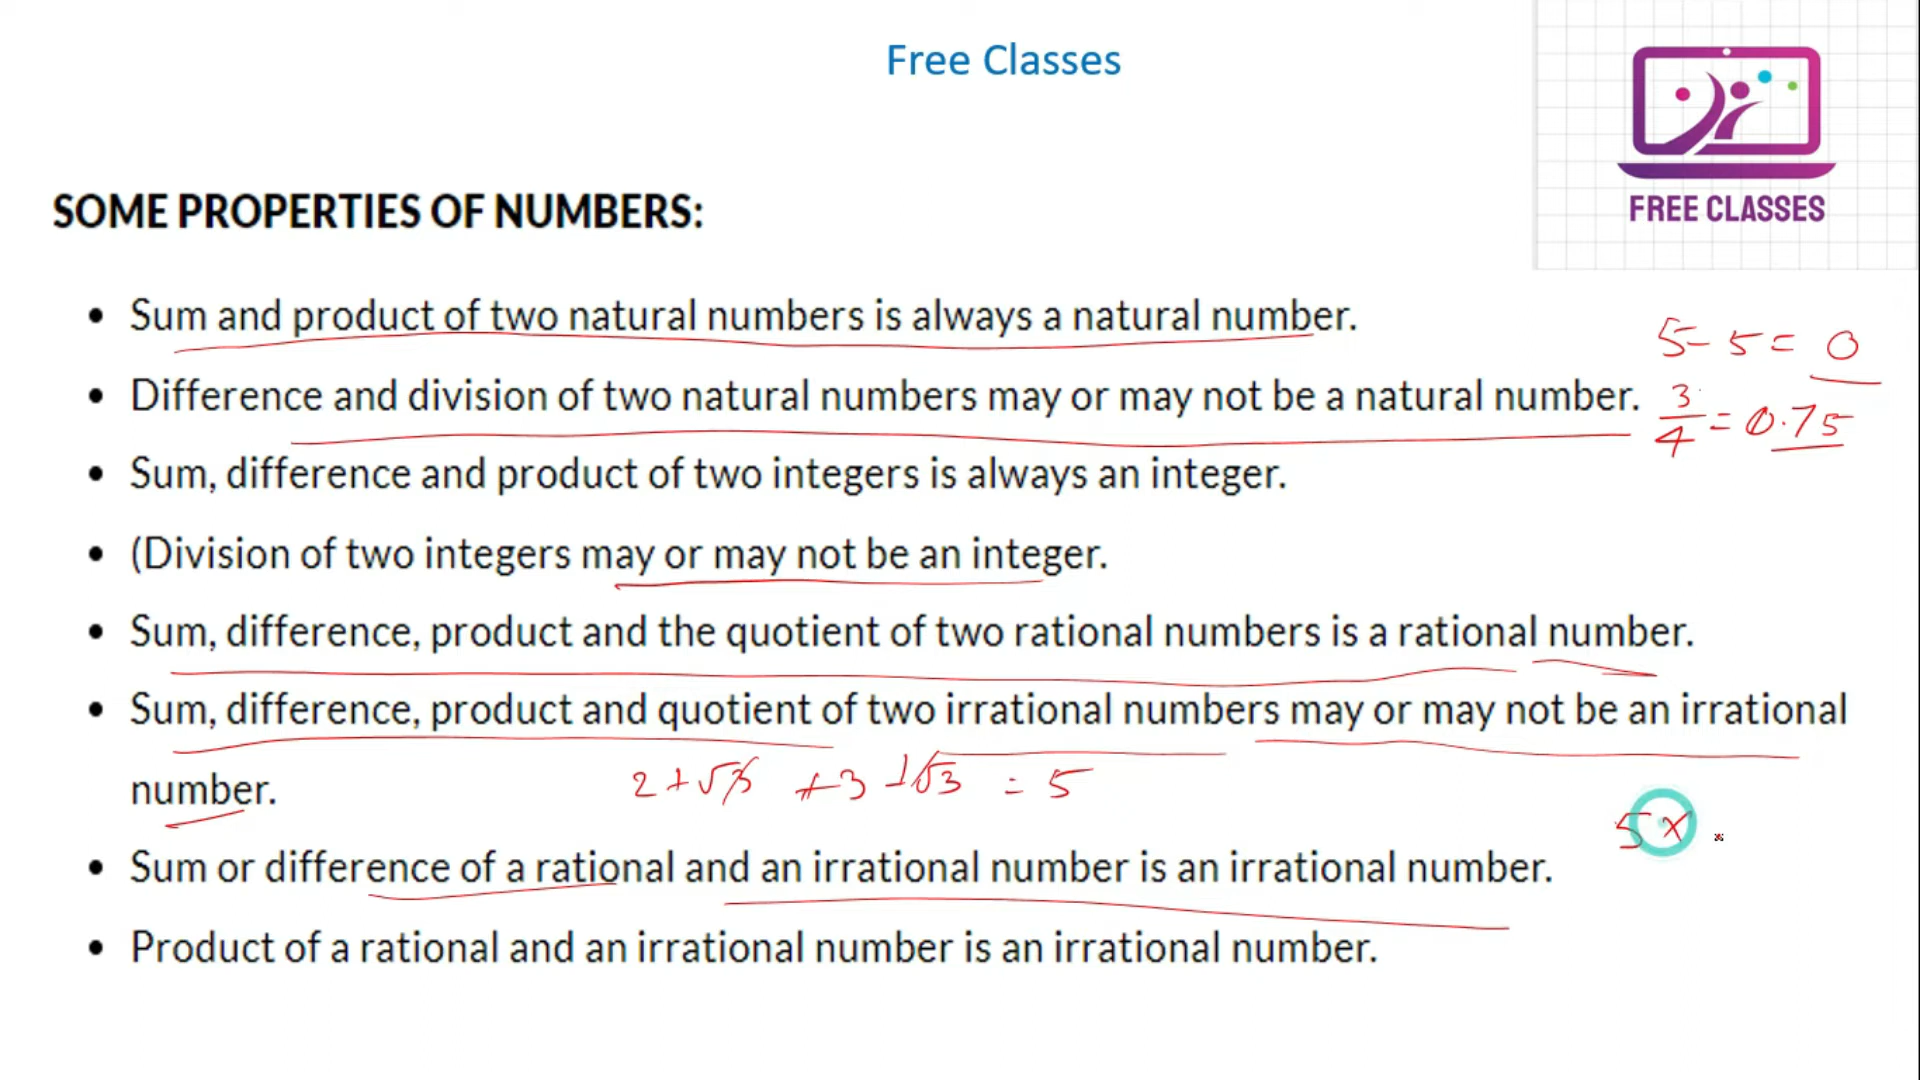 Free Classes
FREE CLASSES
SOME PROPERTIES OF NUMBERS:
• Sum and product of two natural numbers is always a natural number.
5 - 5 = 0
• Difference and division of two natural numbers may or may not be a natural number.
3/4 = 0.75
• Sum, difference and product of two integers is always an integer.
• (Division of two integers may or may not be an integer.
• Sum, difference, product and the quotient of two rational numbers is a rational number.
• Sum, difference, product and quotient of two irrational numbers may or may not be an irrational
number.
2 + √3 + 3 - √3 = 5
5 x
• Sum or difference of a rational and an irrational number is an irrational number.
• Product of a rational and an irrational number is an irrational number.